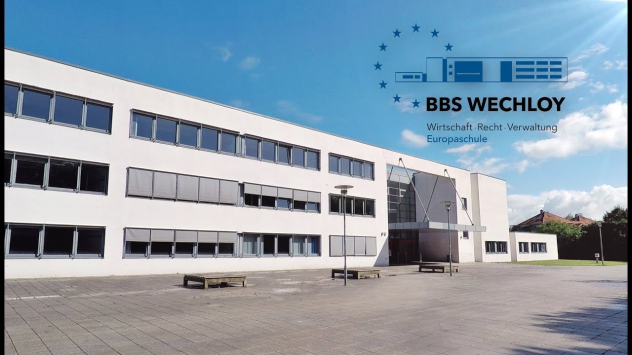 BBS WECHLOY
Wirtschaft · Recht · Verwaltung
Europaschule